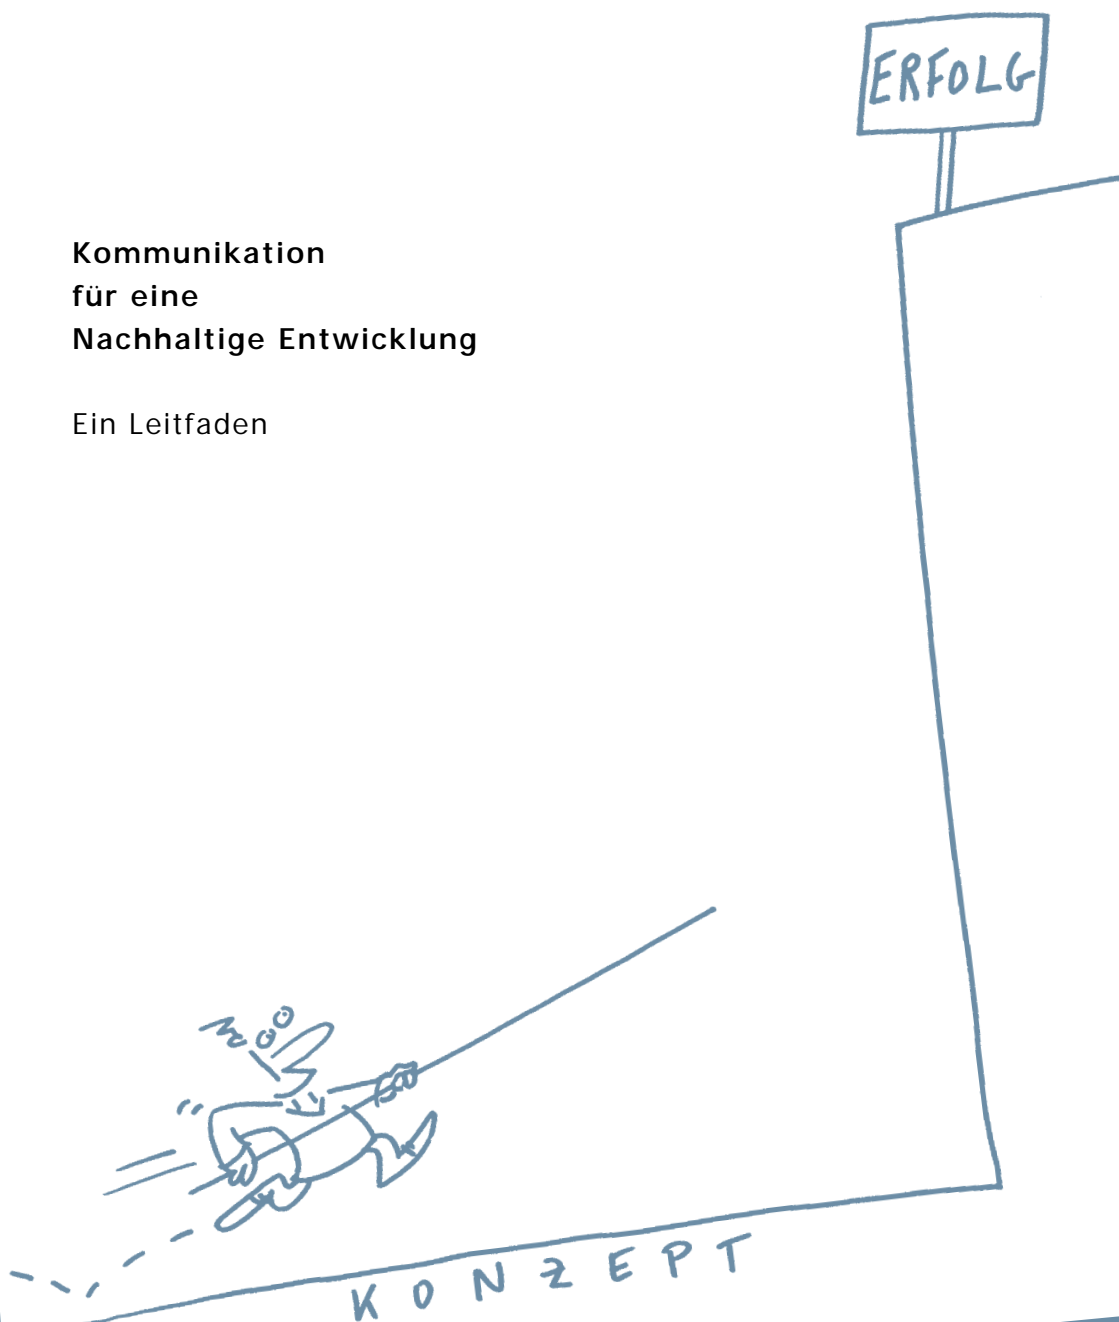 ERFOLG
Kommunikation
für eine
Nachhaltige Entwicklung
Ein Leitfaden
KONZEPT